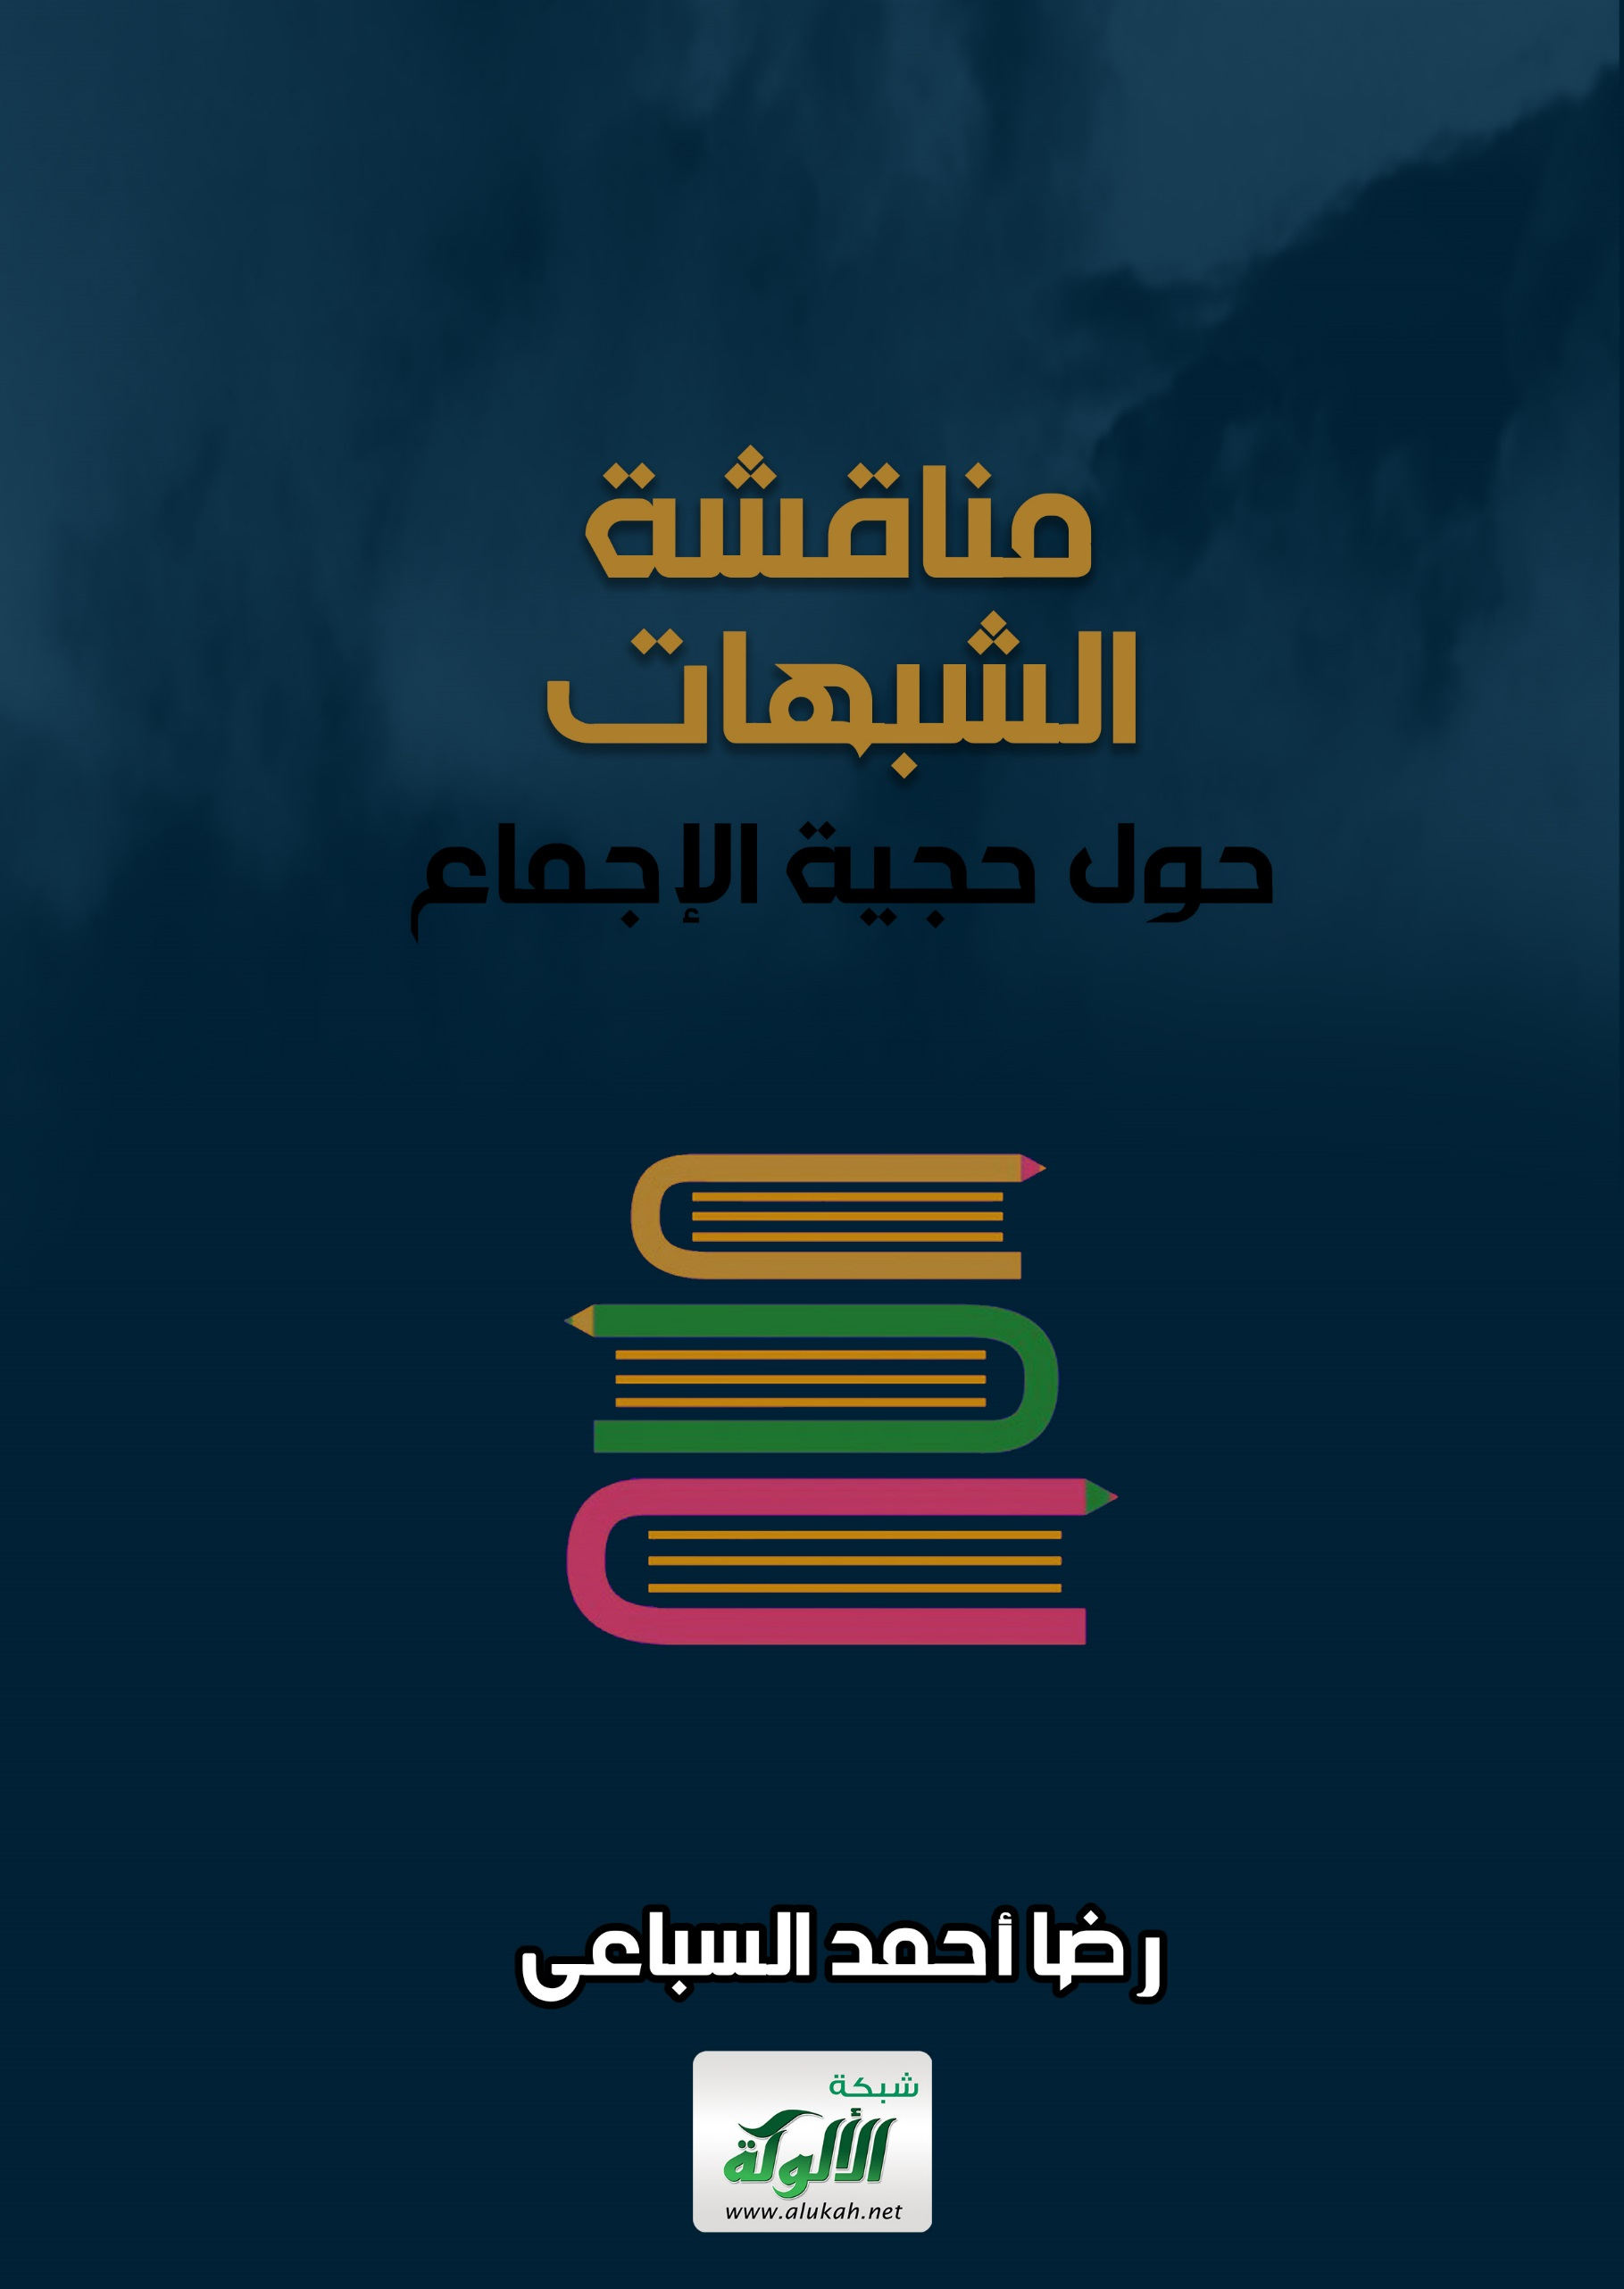 مناقشة
الشبهات
حول حجية الإجماع
رضا أحمد السباعى
شبكة
الألوكة
www.alukah.net